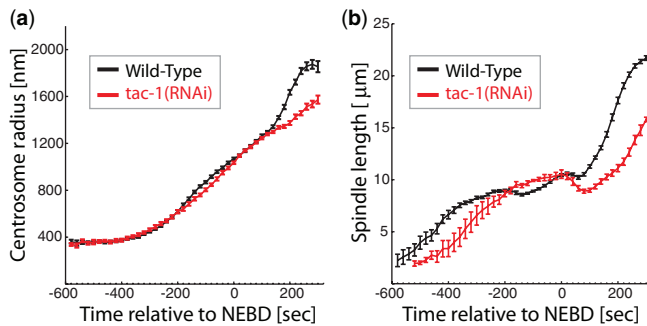 (a)
Centrosome radius [nm]
2000
1600
1200
800
400
Wild-Type
tac-1(RNAi)
-600 -400 -200 0 200
Time relative to NEBD [sec]
(b)
Spindle length [ μm]
25
20
15
10
5
Wild-Type
tac-1(RNAi)
-600 -400 -200 0 200
Time relative to NEBD [sec]